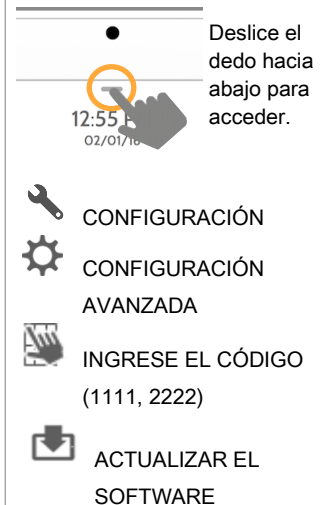 Deslice el
dedo hacia
abajo para
acceder.
12:55
02/01/18
CONFIGURACIÓN
CONFIGURACIÓN
AVANZADA
INGRESE EL CÓDIGO
(1111, 2222)
ACTUALIZAR EL
SOFTWARE